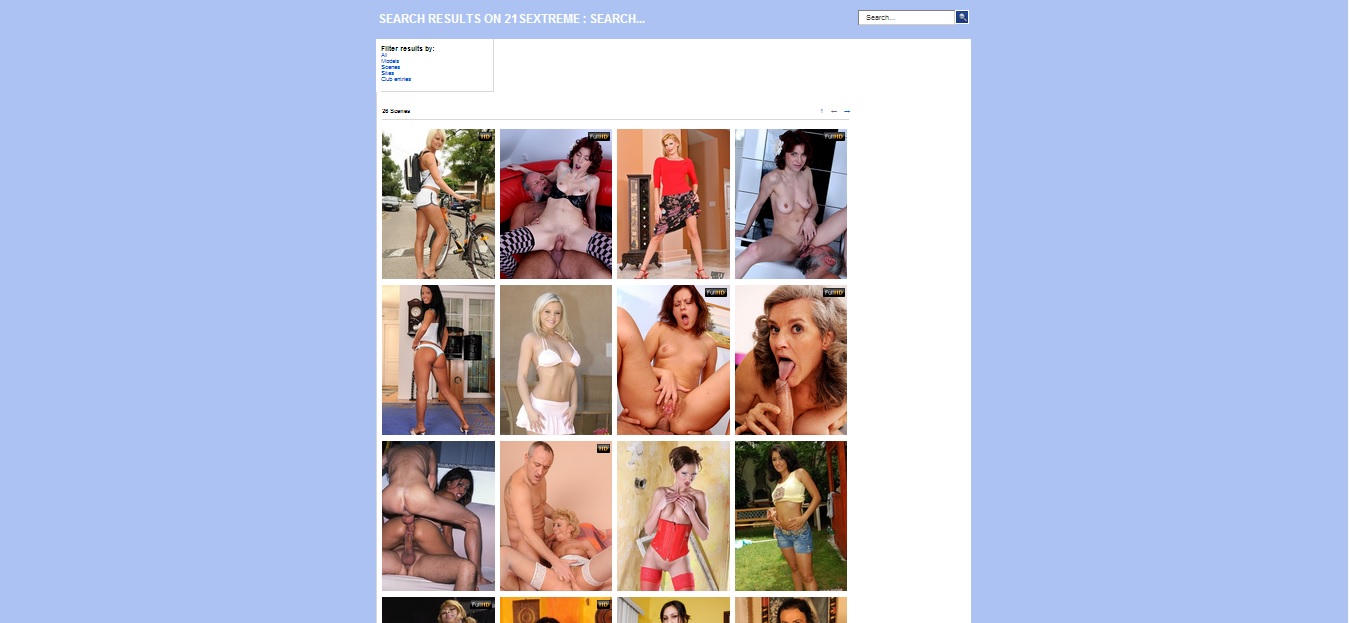 SEARCH RESULTS ON 21SEXTREME : SEARCH...
Search...
Filter results by:
All
Models
Scenes
Sites
Club entries
26 Scenes
↑ ← →
HD
FullHD
FullHD
FullHD
FullHD
HD
FullHD
HD